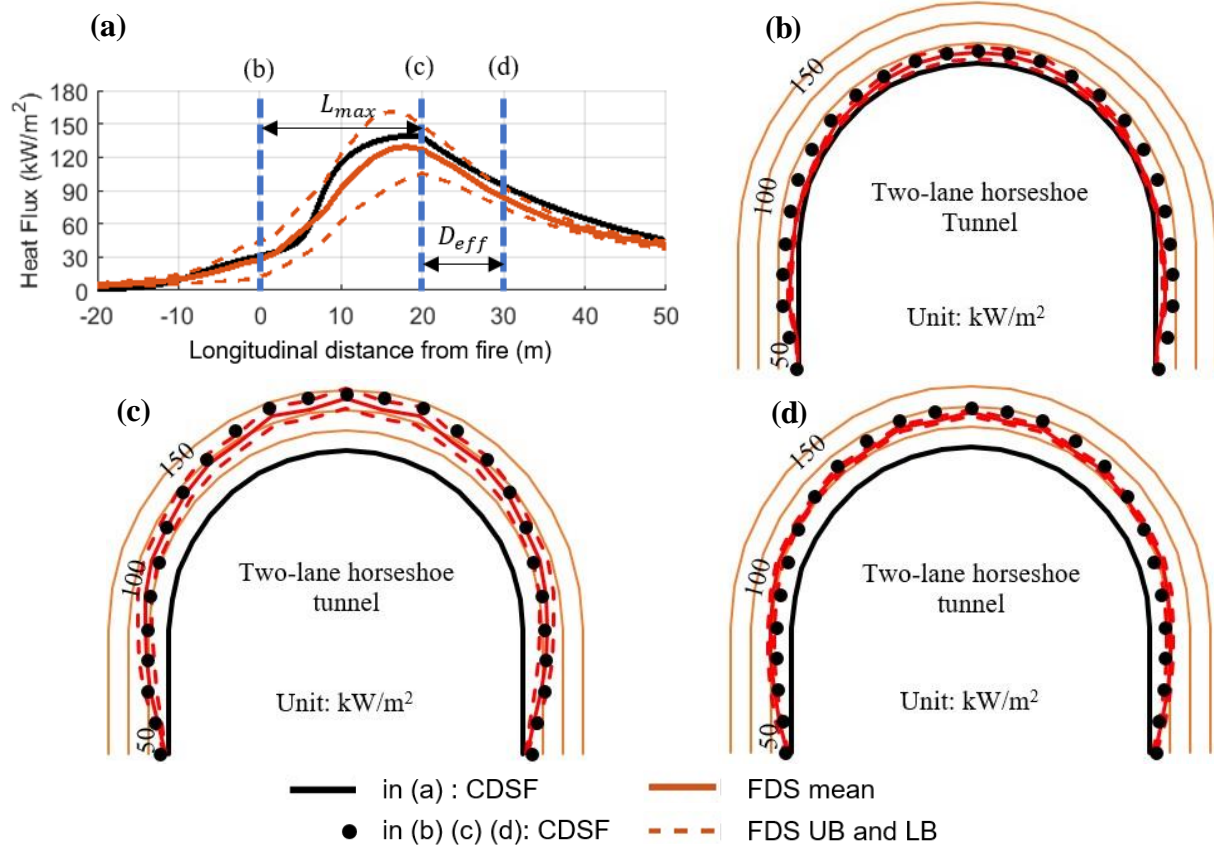 (a)
(b)
(c)
(d)
180
150
120
90
60
30
0
Heat Flux (kW/m²)
L_max
D_eff
-20
-10
0
10
20
30
40
50
Longitudinal distance from fire (m)
(b)
150
100
50
Two-lane horseshoe
Tunnel
Unit: kW/m²
(c)
150
100
50
Two-lane horseshoe
tunnel
Unit: kW/m²
(d)
150
100
50
Two-lane horseshoe
tunnel
Unit: kW/m²
in (a) : CDSF
FDS mean
in (b) (c) (d): CDSF
FDS UB and LB